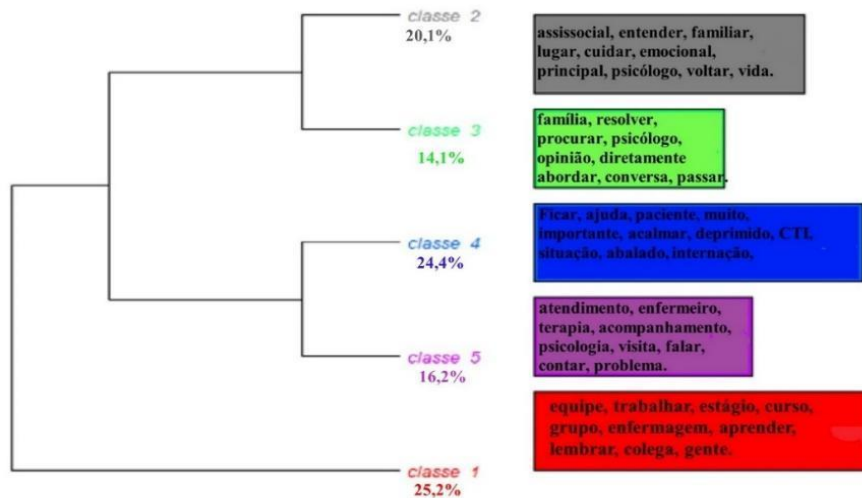 classe 2
20,1%
assissocial, entender, familiar,
lugar, cuidar, emocional,
principal, psicólogo, voltar, vida.
classe 3
14,1%
família, resolver,
procurar, psicólogo,
opinião, diretamente
abordar, conversa, passar.
classe 4
24,4%
Ficar, ajuda, paciente, muito,
importante, acalmar, deprimido, CTI,
situação, abalado, internação,
classe 5
16,2%
atendimento, enfermeiro,
terapia, acompanhamento,
psicologia, visita, falar,
contar, problema.
classe 1
25,2%
equipe, trabalhar, estágio, curso,
grupo, enfermagem, aprender,
lembrar, colega, gente.